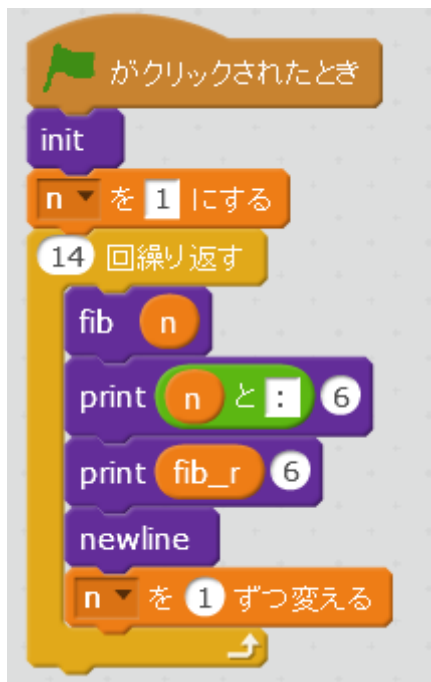 がクリックされたとき
init
n を 1 にする
14 回繰り返す
fib n
print n と : 6
print fib_r 6
newline
n を 1 ずつ変える